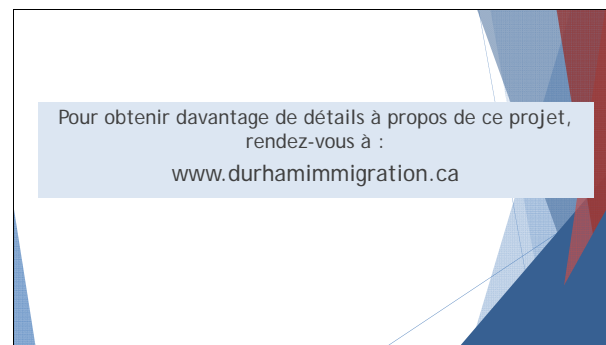 Pour obtenir davantage de détails à propos de ce projet,
rendez-vous à :
www.durhamimmigration.ca